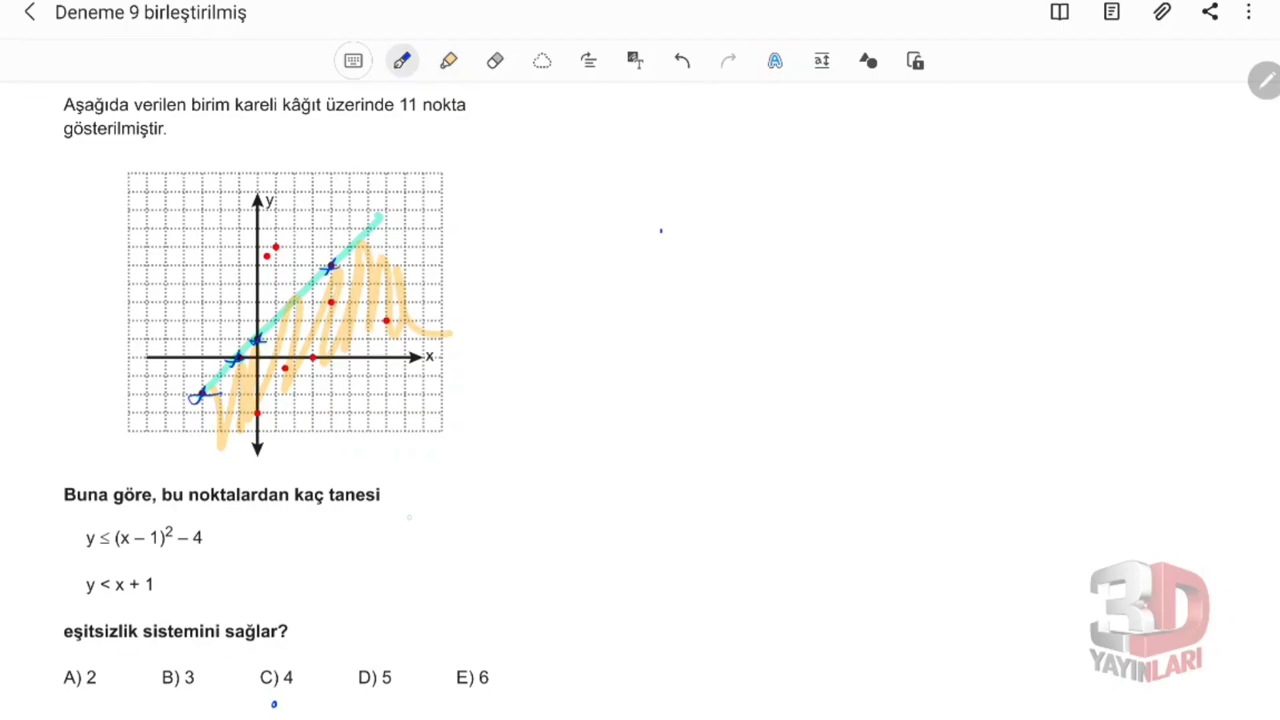 Deneme 9 birleştirilmiş
Aşağıda verilen birim kareli kâğıt üzerinde 11 nokta
gösterilmiştir.
y
x
Buna göre, bu noktalardan kaç tanesi
y ≤ (x – 1)² – 4
y < x + 1
eşitsizlik sistemini sağlar?
A) 2 B) 3 C) 4 D) 5 E) 6
3D
YAYINLARI